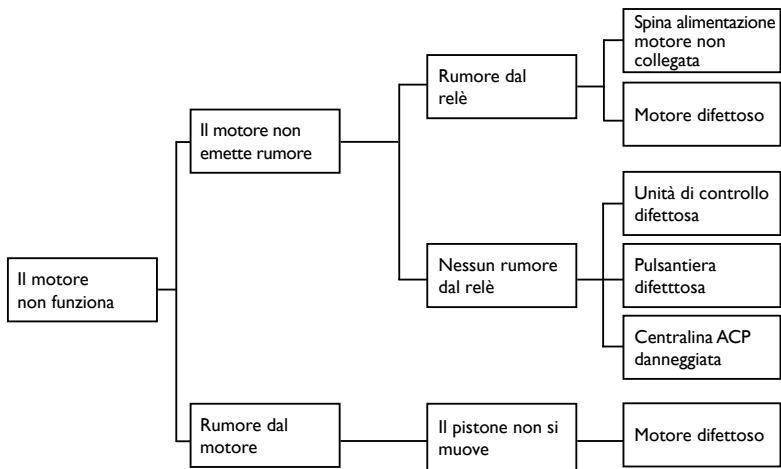 Il motore
non funziona
Il motore non
emette rumore
Rumore dal
relè
Spina alimentazione
motore non
collegata
Motore difettoso
Nessun rumore
dal relè
Unità di controllo
difettosa
Pulsantiera
difetttosa
Centralina ACP
danneggiata
Rumore dal
motore
Il pistone non si
muove
Motore difettoso